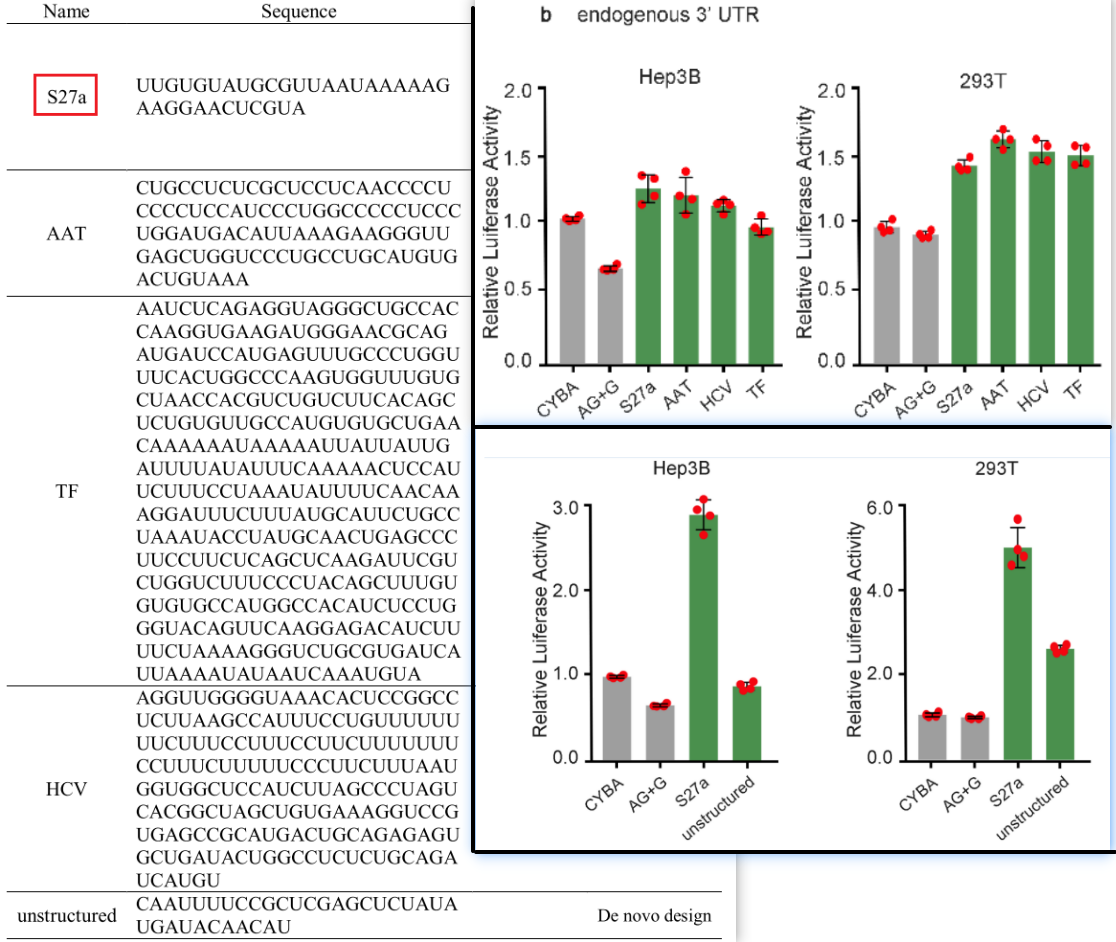 Name Sequence
S27a
UUGUGUAUGCGUUAAUAAAAAG
AAGGAACUCGUA
AAT
CUGCCUCUCGCUCCUCAACCCCU
CCCCUCCAUCCCUGGCCCCCUCCC
UGGAUGACAUUAAAGAAGGGUU
GAGCUGGUCCCUGCCUGCAUGUG
ACUGUAAA
TF
AAUCUCAGAGGUAGGGCUGCCAC
CAAGGUGAAGAUGGGAACGCAG
AUGAUCCAUGAGUUUGCCCUGGU
UUCACUGGCCCAAGUGGUUUGUG
CUAACCACGUCUGUCUUCACAGC
UCUGUGUUGCCAUGUGUGCUGAA
CAAAAAAUAAAAAUUAUUAUUG
AUUUUAUAUUUCAAAAACUCCAU
UCUUUCCUAAAUAUUUUCAACAA
AGGAUUUCUUUAUGCAUUCUGCC
UAAAUACCUAUGCAACUGAGCCC
UUCCUUCUCAGCUCAAGAUUCGU
CUGGUCUUUCCCUACAGCUUUGU
GUGUGCCAUGGCCACAUCUCCUG
GGUACAGUUCAAGGAGACAUCUU
UUCUAAAAGGGUCUGCGUGAUCA
UUAAAAUAUAAUCAAAUGUA
HCV
AGGUUGGGGUAAACACUCCGGCC
UCUUAAGCCAUUUCCUGUUUUUU
UUCUUUCCUUUCCUUCUUUUUUU
CCUUUCUUUUUCCCUUCUUUAAU
GGUGGCUCCAUCUUAGCCCUAGU
CACGGCUAGCUGUGAAAGGUCCG
UGAGCCGCAUGACUGCAGAGAGU
GCUGAUACUGGCCUCUCUGCAGA
UCAUGU
unstructured
CAAUUUUCCGCUCGAGCUCUAUA
UGAUACAACAU
De novo design
b endogenous 3' UTR
Hep3B
Relative Luiferase Activity
2.0
1.5
1.0
0.5
0.0
CYBA AG+G S27a AAT HCV TF
293T
Relative Luiferase Activity
2.0
1.5
1.0
0.5
0.0
CYBA AG+G S27a AAT HCV TF
Hep3B
Relative Luiferase Activity
3.0
2.0
1.0
0.0
CYBA AG+G S27a unstructured
293T
Relative Luiferase Activity
6.0
4.0
2.0
0.0
CYBA AG+G S27a unstructured